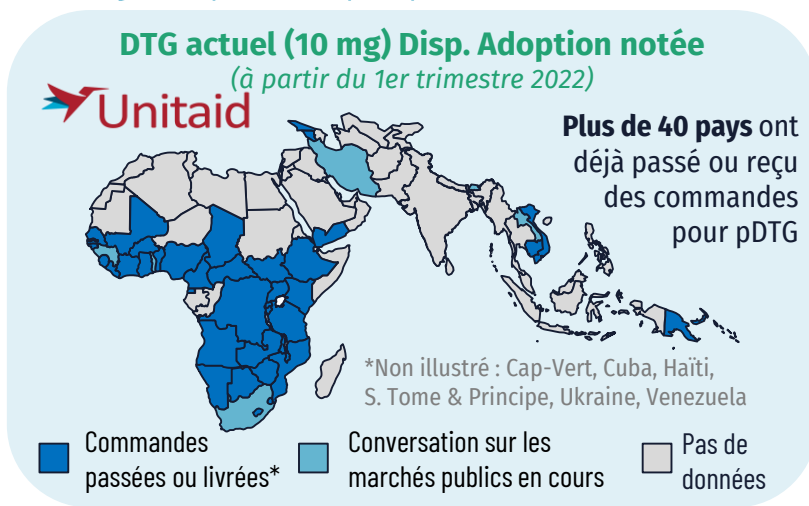 DTG actuel (10 mg) Disp. Adoption notée
(à partir du 1er trimestre 2022)
Unitaid
Plus de 40 pays ont
déjà passé ou reçu
des commandes
pour pDTG
*Non illustré : Cap-Vert, Cuba, Haïti,
S. Tome & Principe, Ukraine, Venezuela
Commandes
passées ou livrées*
Conversation sur les
marchés publics en cours
Pas de
données